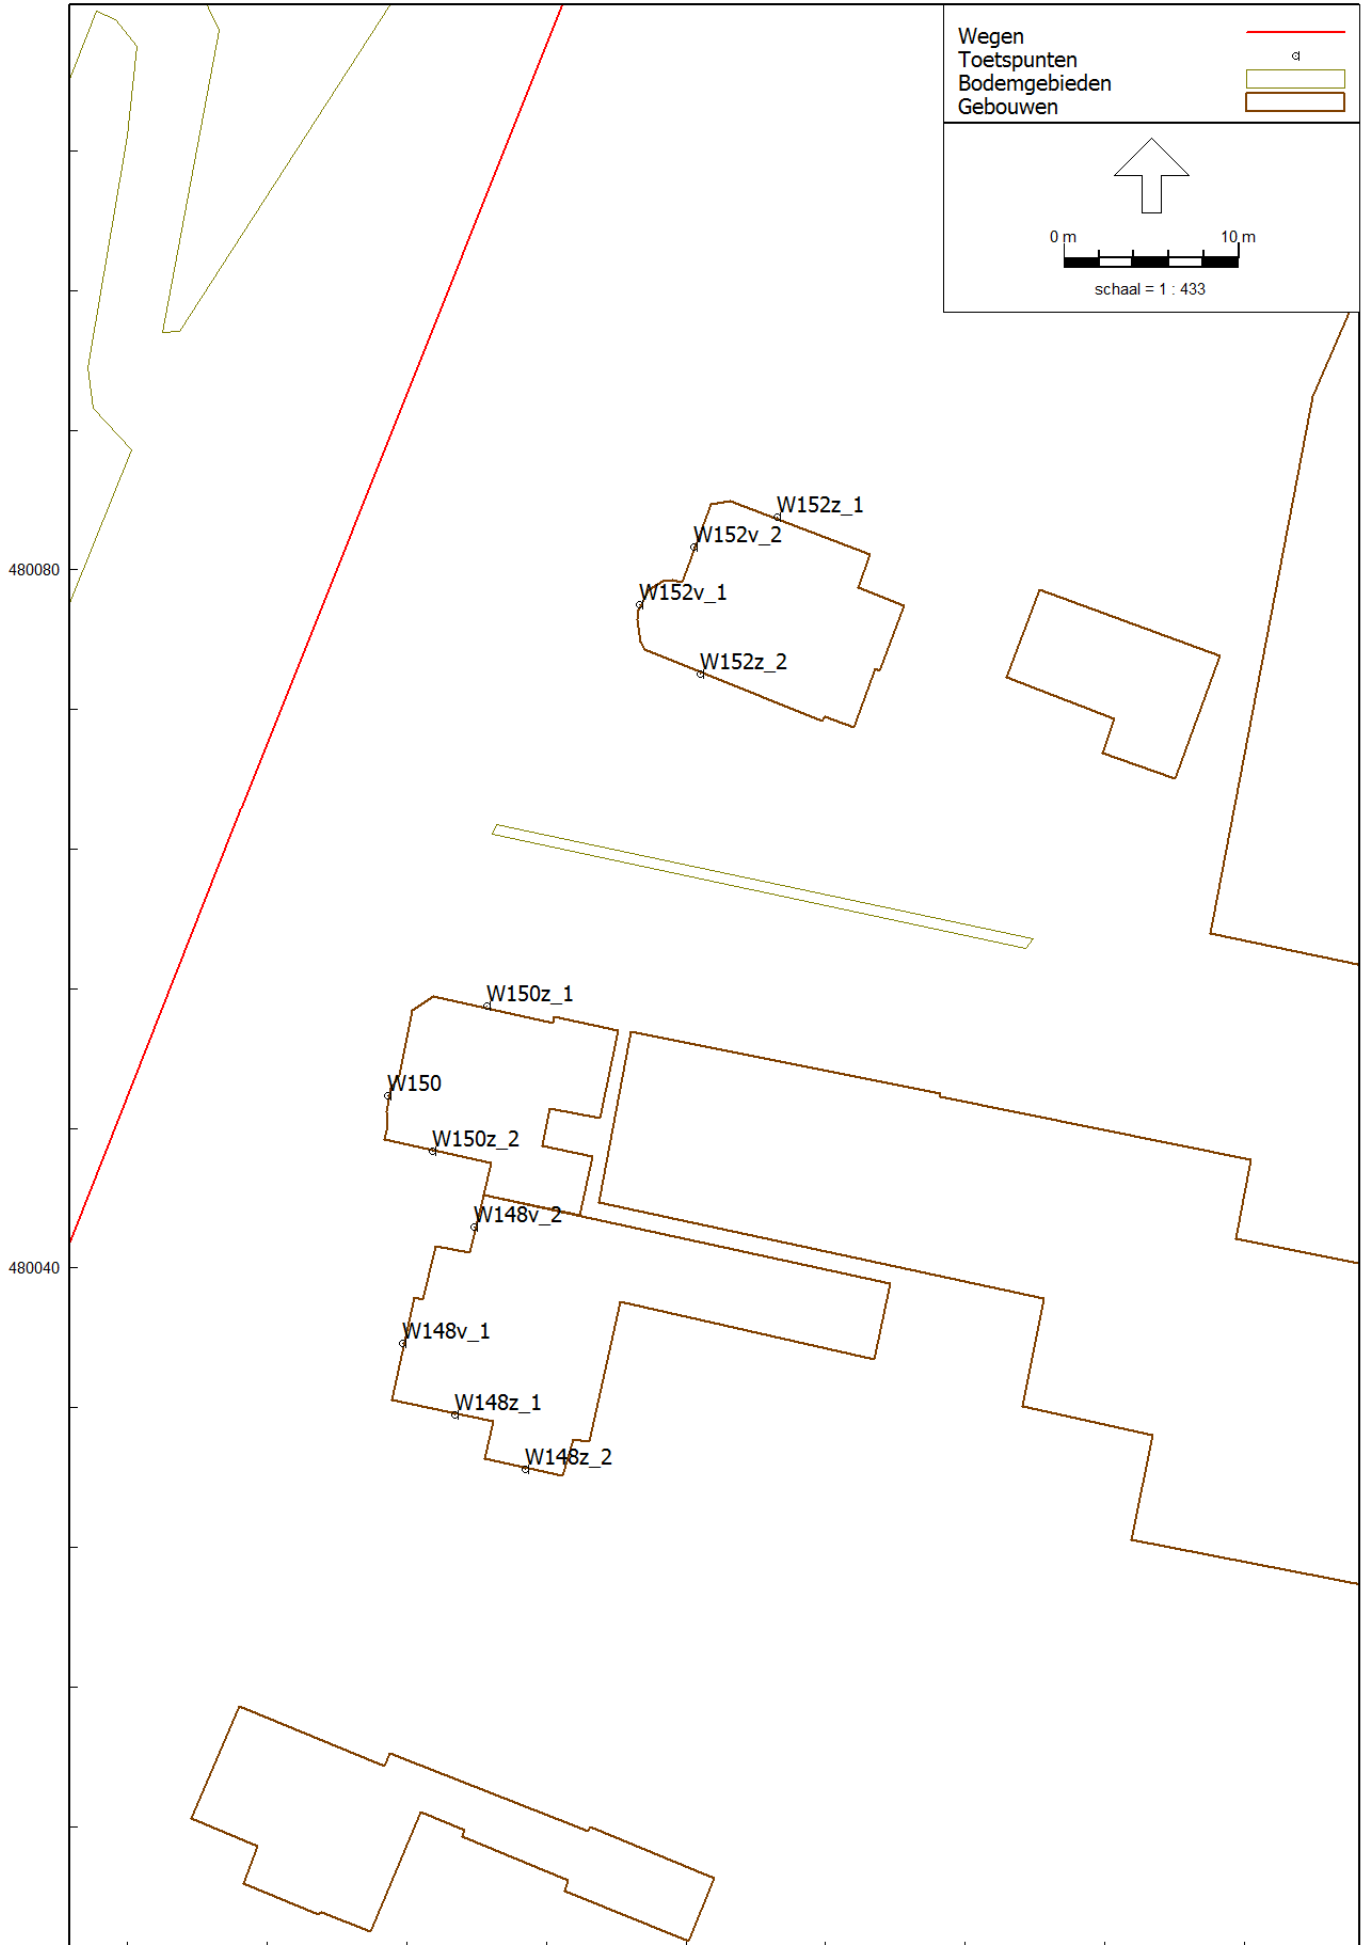 Wegen
Toetspunten
Bodemgebieden
Gebouwen
0 m 10 m
schaal = 1 : 433
W152z_1
W152v_2
480080
W152v_1
W152z_2
W150z_1
W150
W150z_2
W148v_2
480040
W148v_1
W148z_1
W148z_2